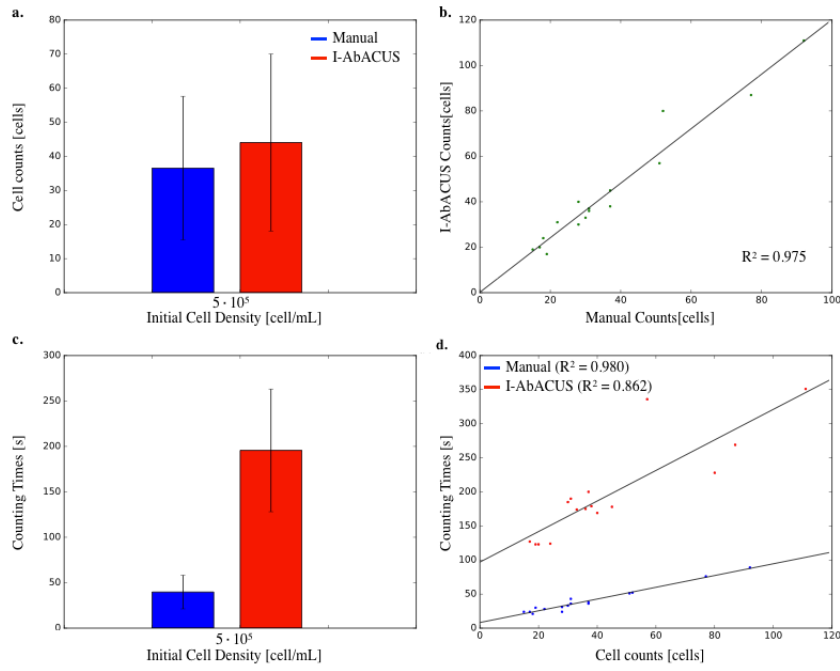 a.
Manual
I-AbACUS
80
70
60
50
40
30
20
10
0
Cell counts [cells]
5 · 10⁵
Initial Cell Density [cell/mL]
b.
120
100
80
60
40
20
0
I-AbACUS Counts[cells]
R² = 0.975
0 20 40 60 80 100
Manual Counts[cells]
c.
300
250
200
150
100
50
0
Counting Times [s]
5 · 10⁵
Initial Cell Density [cell/mL]
d.
Manual (R² = 0.980)
I-AbACUS (R² = 0.862)
400
350
300
250
200
150
100
50
0
Counting Times [s]
0 20 40 60 80 100 120
Cell counts [cells]